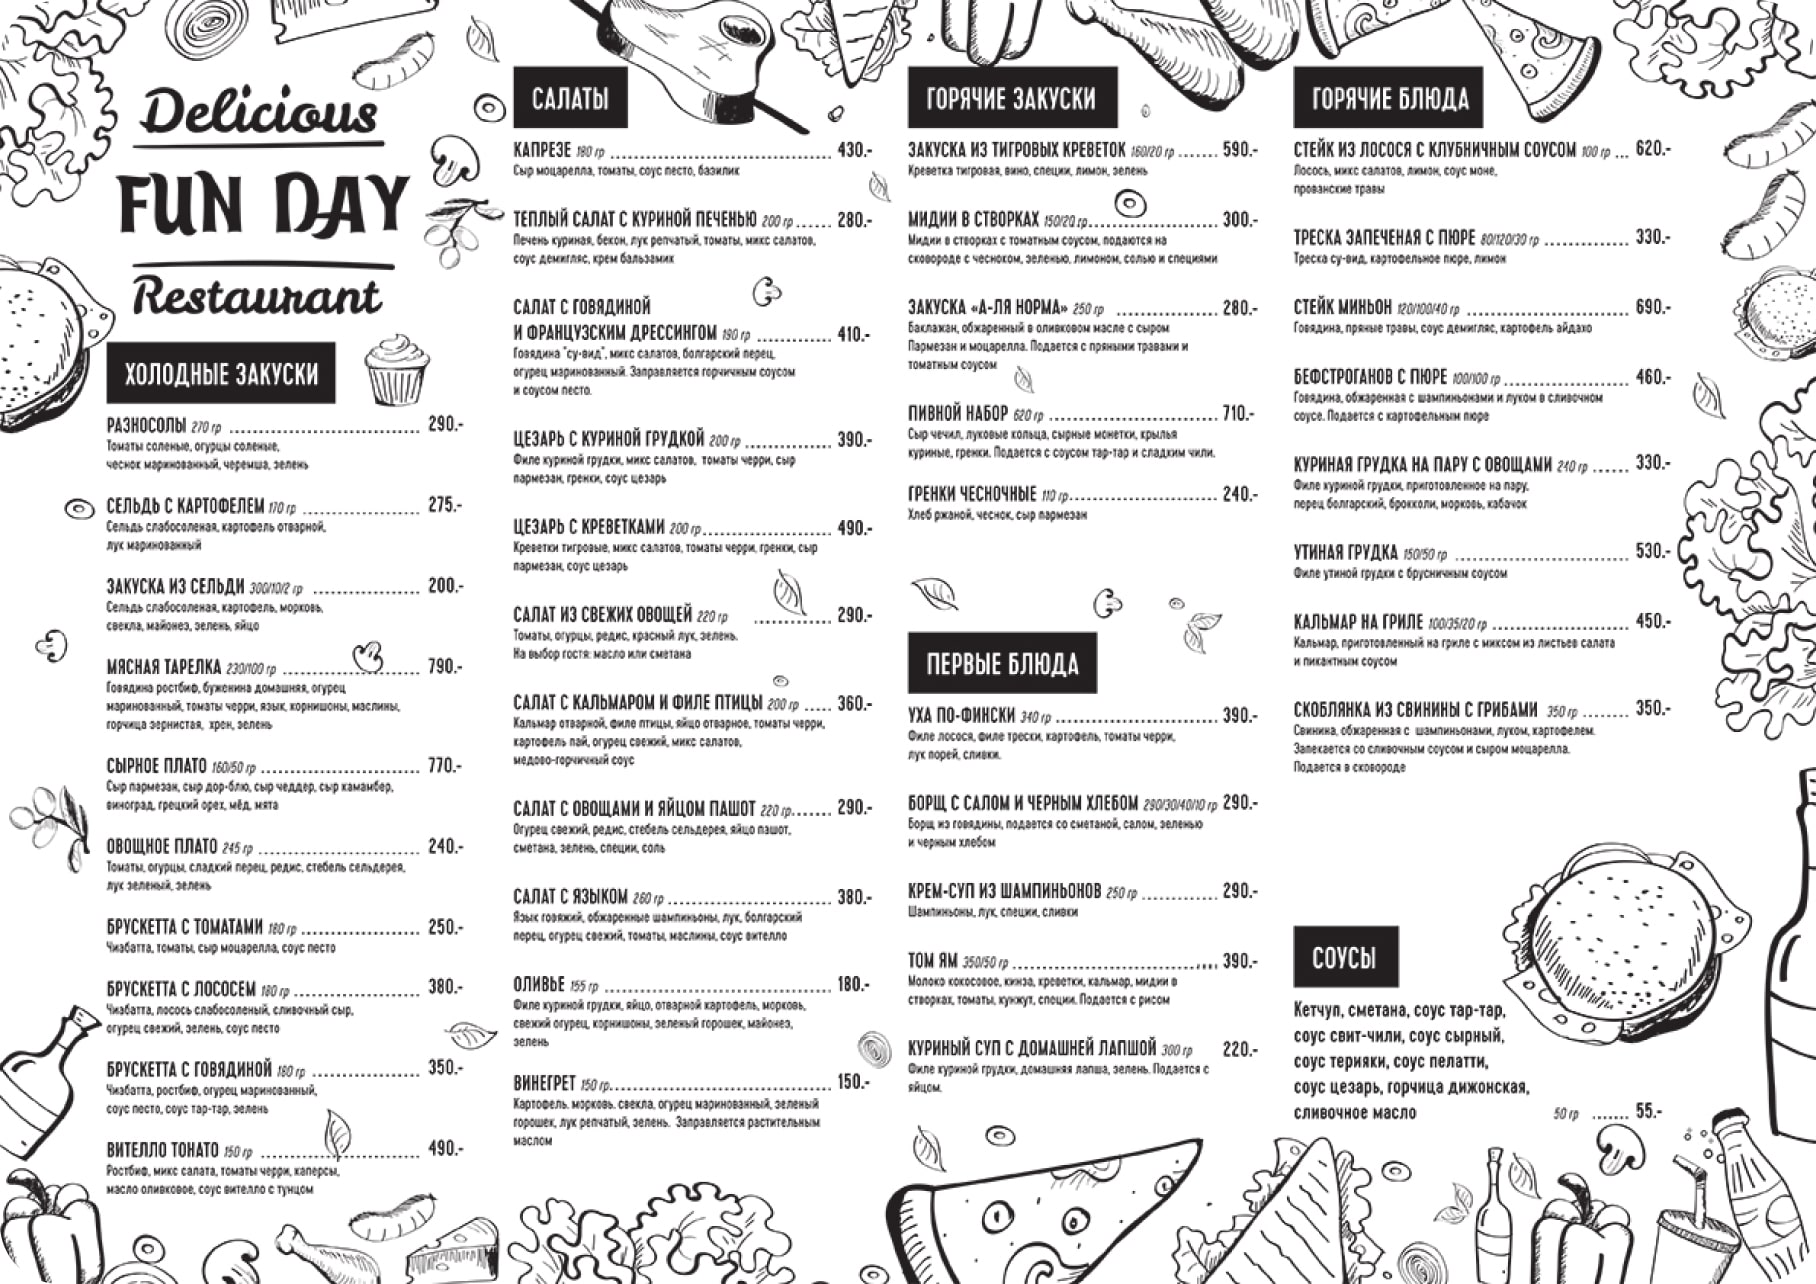 Delicious
FUN DAY
Restaurant
ХОЛОДНЫЕ ЗАКУСКИ
РАЗНОСОЛЫ 270 гр ........ 290.-
Томаты соленые, огурцы соленые,
чеснок маринованный, черемша, зелень
СЕЛЬДЬ С КАРТОФЕЛЕМ 170 гр ........ 275.-
Сельдь слабосоленая, картофель отварной,
лук маринованный
ЗАКУСКА ИЗ СЕЛЬДИ 300/10/2 гр ........ 200.-
Сельдь слабосоленая, картофель, морковь,
свекла, майонез, зелень, яйцо
МЯСНАЯ ТАРЕЛКА 230/100 гр ........ 790.-
Говядина ростбиф, буженина домашняя, огурец
маринованный, томаты черри, язык, корнишоны, маслины,
горчица зернистая, хрен, зелень
СЫРНОЕ ПЛАТО 160/50 гр ........ 770.-
Сыр пармезан, сыр дор-блю, сыр чеддер, сыр камамбер,
виноград, грецкий орех, мёд, мята
ОВОЩНОЕ ПЛАТО 245 гр ........ 240.-
Томаты, огурцы, сладкий перец, редис, стебель сельдерея,
лук зеленый, зелень
БРУСКЕТТА С ТОМАТАМИ 180 гр ........ 250.-
Чиабатта, томаты, сыр моцарелла, соус песто
БРУСКЕТТА С ЛОСОСЕМ 180 гр ........ 380.-
Чиабатта, лосось слабосоленый, сливочный сыр,
огурец свежий, зелень, соус песто
БРУСКЕТТА С ГОВЯДИНОЙ 180 гр ........ 350.-
Чиабатта, ростбиф, огурец маринованный,
соус песто, соус тар-тар, зелень
ВИТЕЛЛО ТОНАТО 150 гр ........ 490.-
Ростбиф, микс салата, томаты черри, каперсы,
масло оливковое, соус вителло с тунцом
САЛАТЫ
КАПРЕЗЕ 180 гр ........ 430.-
Сыр моцарелла, томаты, соус песто, базилик
ТЕПЛЫЙ САЛАТ С КУРИНОЙ ПЕЧЕНЬЮ 200 гр ...... 280.-
Печень куриная, бекон, лук репчатый, томаты, микс салатов,
соус демигляс, крем бальзамик
САЛАТ С ГОВЯДИНОЙ
И ФРАНЦУЗСКИМ ДРЕССИНГОМ 190 гр ........ 410.-
Говядина "су-вид", микс салатов, болгарский перец,
огурец маринованный. Заправляется горчичным соусом
и соусом песто.
ЦЕЗАРЬ С КУРИНОЙ ГРУДКОЙ 200 гр ........ 390.-
Филе куриной грудки, микс салатов, томаты черри, сыр
пармезан, гренки, соус цезарь
ЦЕЗАРЬ С КРЕВЕТКАМИ 200 гр ........ 490.-
Креветки тигровые, микс салатов, томаты черри, гренки, сыр
пармезан, соус цезарь
САЛАТ ИЗ СВЕЖИХ ОВОЩЕЙ 220 гр ........ 290.-
Томаты, огурцы, редис, красный лук, зелень.
На выбор гостя: масло или сметана
САЛАТ С КАЛЬМАРОМ И ФИЛЕ ПТИЦЫ 200 гр ..... 360.-
Кальмар отварной, филе птицы, яйцо отварное, томаты черри,
картофель пай, огурец свежий, микс салатов,
медово-горчичный соус
САЛАТ С ОВОЩАМИ И ЯЙЦОМ ПАШОТ 220 гр....... 290.-
Огурец свежий, редис, стебель сельдерея, яйцо пашот,
сметана, зелень, специи, соль
САЛАТ С ЯЗЫКОМ 260 гр ........ 380.-
Язык говяжий, обжаренные шампиньоны, лук, болгарский
перец, огурец свежий, томаты, маслины, соус вителло
ОЛИВЬЕ 155 гр ........ 180.-
Филе куриной грудки, яйцо, отварной картофель, морковь,
свежий огурец, корнишоны, зеленый горошек, майонез,
зелень
ВИНЕГРЕТ 150 гр........ 150.-
Картофель. морковь. свекла, огурец маринованный, зеленый
горошек, лук репчатый, зелень. Заправляется растительным
маслом
ГОРЯЧИЕ ЗАКУСКИ
ЗАКУСКА ИЗ ТИГРОВЫХ КРЕВЕТОК 160/20 гр ....... 590.-
Креветка тигровая, вино, специи, лимон, зелень
МИДИИ В СТВОРКАХ 150/20 гр........ 300.-
Мидии в створках с томатным соусом, подаются на
сковороде с чесноком, зеленью, лимоном, солью и специями
ЗАКУСКА «А-ЛЯ НОРМА» 250 гр ........ 280.-
Баклажан, обжаренный в оливковом масле с сыром
Пармезан и моцарелла. Подается с пряными травами и
томатным соусом
ПИВНОЙ НАБОР 620 гр ........ 710.-
Сыр чечил, луковые кольца, сырные монетки, крылья
куриные, гренки. Подается с соусом тар-тар и сладким чили.
ГРЕНКИ ЧЕСНОЧНЫЕ 110 гр........ 240.-
Хлеб ржаной, чеснок, сыр пармезан
ПЕРВЫЕ БЛЮДА
УХА ПО-ФИНСКИ 340 гр ........ 390.-
Филе лосося, филе трески, картофель, томаты черри,
лук порей, сливки.
БОРЩ С САЛОМ И ЧЕРНЫМ ХЛЕБОМ 290/30/40/10 гр 290.-
Борщ из говядины, подается со сметаной, салом, зеленью
и черным хлебом
КРЕМ-СУП ИЗ ШАМПИНЬОНОВ 250 гр ........ 290.-
Шампиньоны, лук, специи, сливки
ТОМ ЯМ 350/50 гр ........ 390.-
Молоко кокосовое, кинза, креветки, кальмар, мидии в
створках, томаты, кунжут, специи. Подается с рисом
КУРИНЫЙ СУП С ДОМАШНЕЙ ЛАПШОЙ 300 гр 220.-
Филе куриной грудки, домашняя лапша, зелень. Подается с
яйцом.
ГОРЯЧИЕ БЛЮДА
СТЕЙК ИЗ ЛОСОСЯ С КЛУБНИЧНЫМ СОУСОМ 100 гр ... 620.-
Лосось, микс салатов, лимон, соус моне,
прованские травы
ТРЕСКА ЗАПЕЧЕНАЯ С ПЮРЕ 80/120/30 гр ........ 330.-
Треска су-вид, картофельное пюре, лимон
СТЕЙК МИНЬОН 120/100/40 гр ........ 690.-
Говядина, пряные травы, соус демигляс, картофель айдахо
БЕФСТРОГАНОВ С ПЮРЕ 100/100 гр ........ 460.-
Говядина, обжаренная с шампиньонами и луком в сливочном
соусе. Подается с картофельным пюре
КУРИНАЯ ГРУДКА НА ПАРУ С ОВОЩАМИ 240 гр ...... 330.-
Филе куриной грудки, приготовленное на пару,
перец болгарский, брокколи, морковь, кабачок
УТИНАЯ ГРУДКА 150/50 гр ........ 530.-
Филе утиной грудки с брусничным соусом
КАЛЬМАР НА ГРИЛЕ 100/35/20 гр ........ 450.-
Кальмар, приготовленный на гриле с миксом из листьев салата
и пикантным соусом
СКОБЛЯНКА ИЗ СВИНИНЫ С ГРИБАМИ 350 гр ........ 350.-
Свинина, обжаренная с шампиньонами, луком, картофелем.
Запекается со сливочным соусом и сыром моцарелла.
Подается в сковороде
СОУСЫ
Кетчуп, сметана, соус тар-тар,
соус свит-чили, соус сырный,
соус терияки, соус пелатти,
соус цезарь, горчица дижонская,
сливочное масло 50 гр ...... 55.-